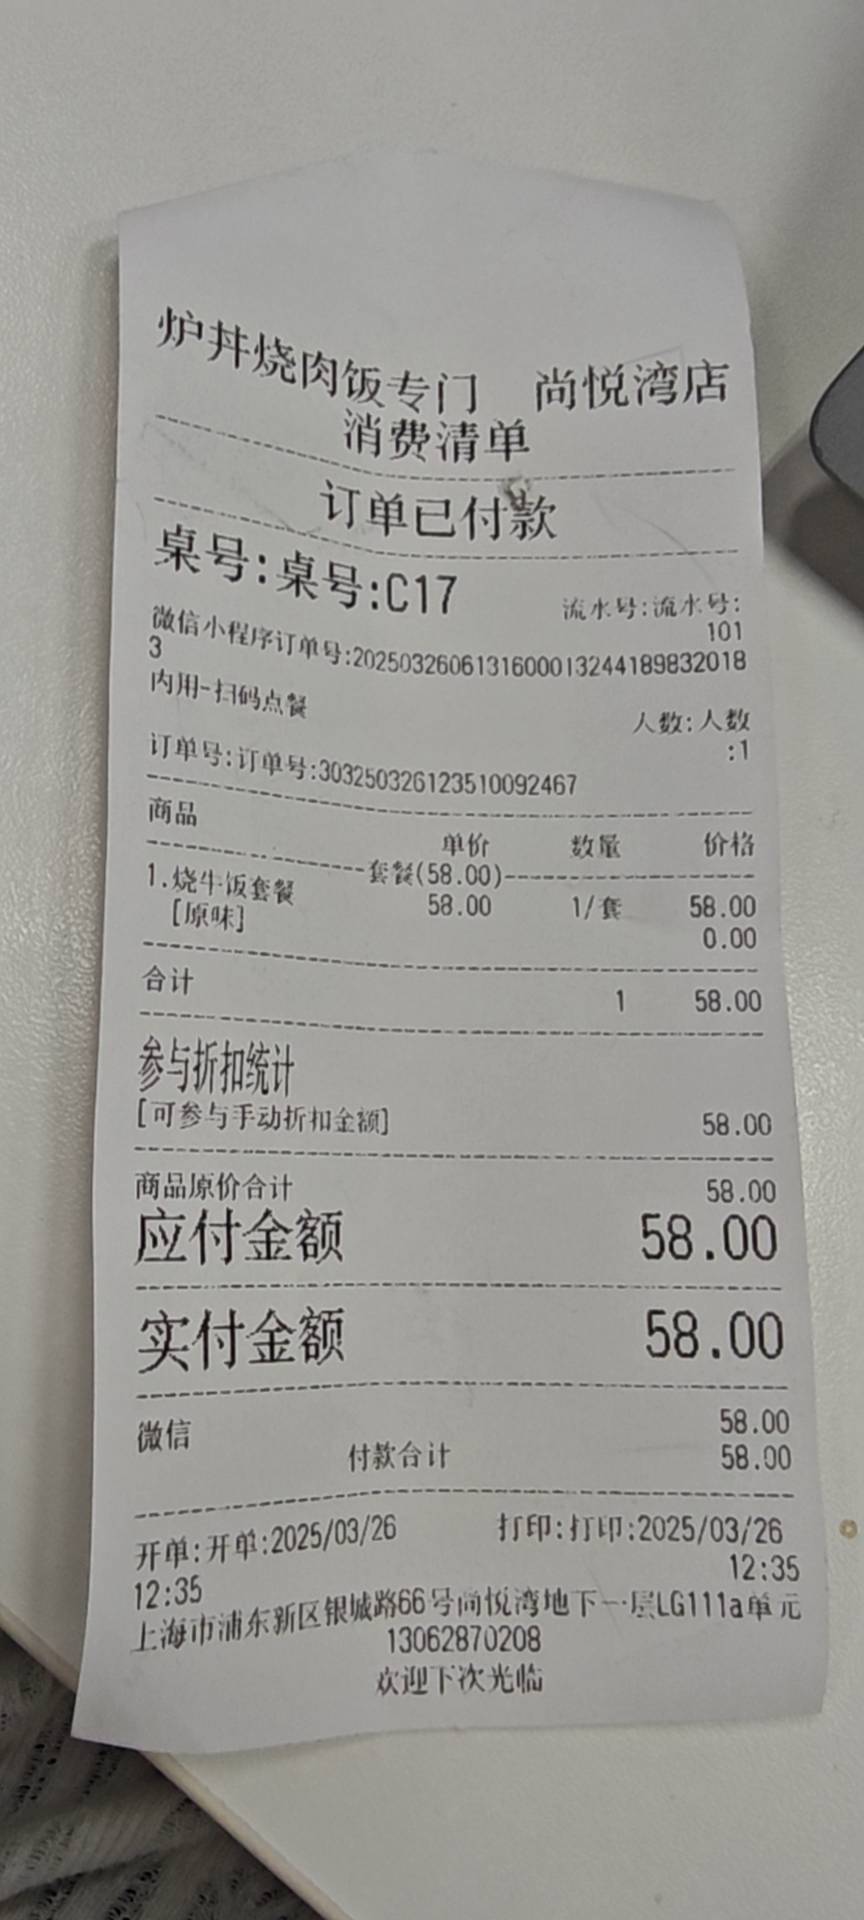 炉丼烧肉饭专门 尚悦湾店
消费清单
订单已付款
桌号:桌号:C17
流水号:流水号:
101
微信小程序订单号:2025032606131600013244189832018
3
内用-扫码点餐
人数:人数
:1
订单号:订单号:303250326123510092467
商品 单价 数量 价格
套餐(58.00)
1.烧牛饭套餐 58.00 1/套 58.00
[原味] 0.00
合计 1 58.00
参与折扣统计
[可参与手动折扣金额] 58.00
商品原价合计 58.00
应付金额 58.00
实付金额 58.00
微信 58.00
付款合计 58.00
开单:开单:2025/03/26 打印:打印:2025/03/26
12:35 12:35
上海市浦东新区银城路66号尚悦湾地下一层LG111a单元
13062870208
欢迎下次光临